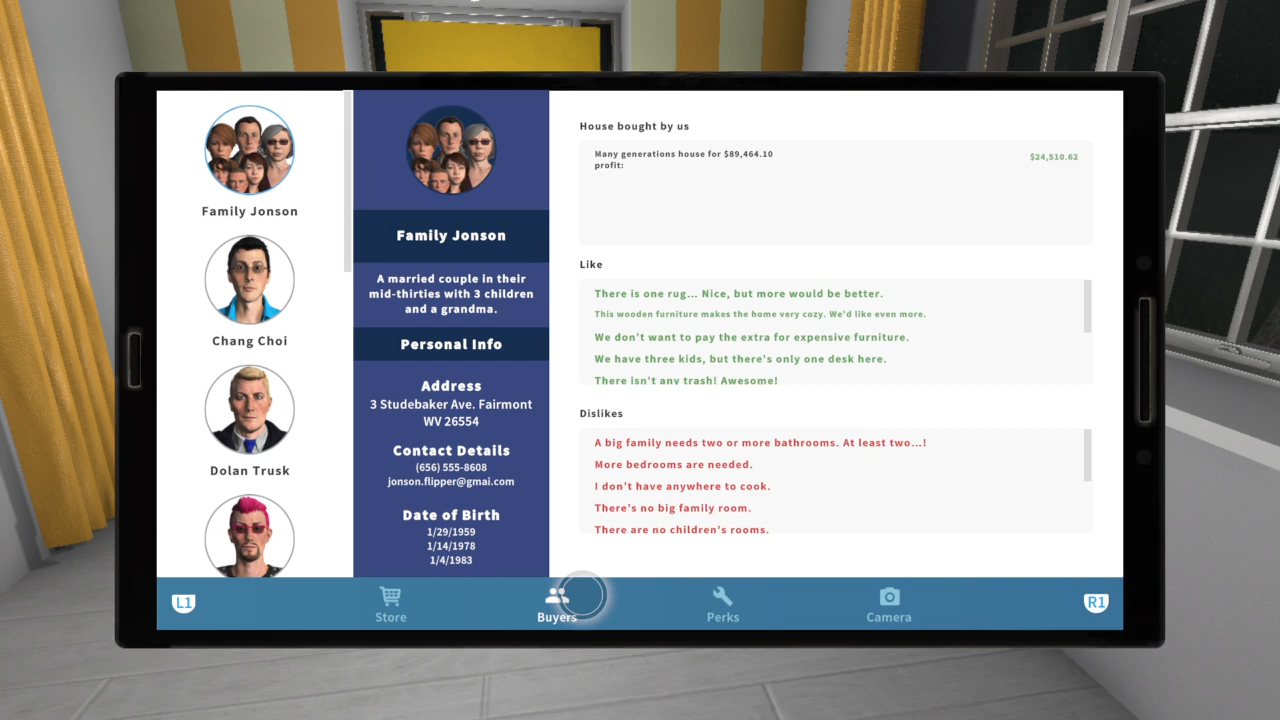 Family Jonson
Chang Choi
Dolan Trusk
Family Jonson
A married couple in their
mid-thirties with 3 children
and a grandma.
Personal Info
Address
3 Studebaker Ave. Fairmont
WV 26554
Contact Details
(656) 555-8608
jonson.flipper@gmai.com
Date of Birth
1/29/1959
1/14/1978
1/4/1983
House bought by us
Many generations house for $89,464.10
profit:
$24,510.62
Like
There is one rug... Nice, but more would be better.
This wooden furniture makes the home very cozy. We'd like even more.
We don't want to pay the extra for expensive furniture.
We have three kids, but there's only one desk here.
There isn't any trash! Awesome!
Dislikes
A big family needs two or more bathrooms. At least two...!
More bedrooms are needed.
I don't have anywhere to cook.
There's no big family room.
There are no children's rooms.
L1
Store
Buyers
Perks
Camera
R1